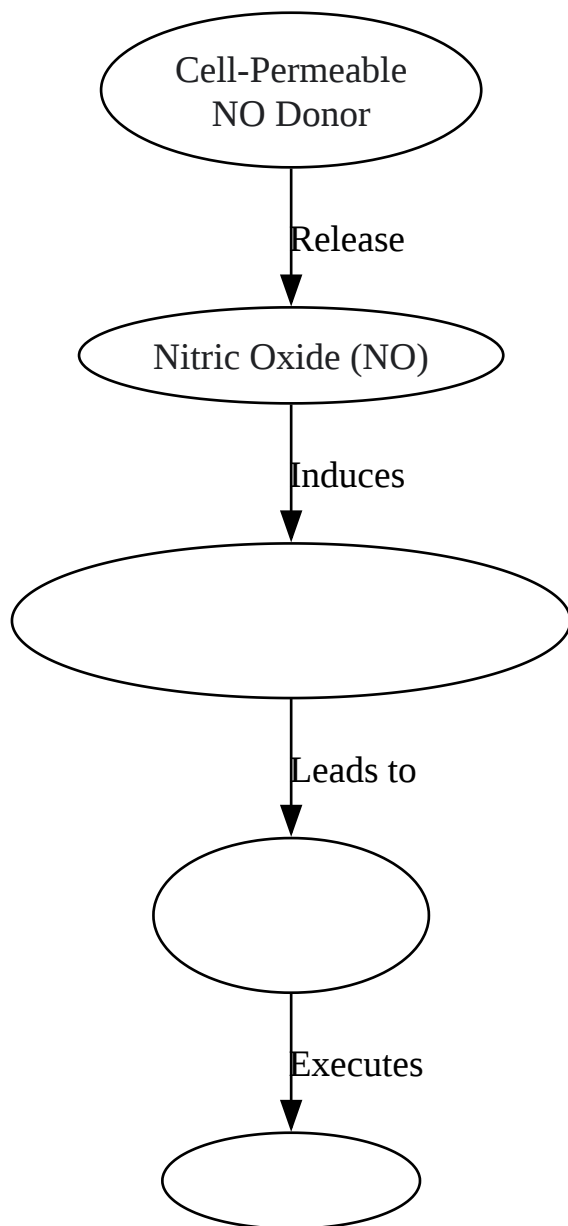 Cell-Permeable
NO Donor
Release
Nitric Oxide (NO)
Induces
Leads to
Executes